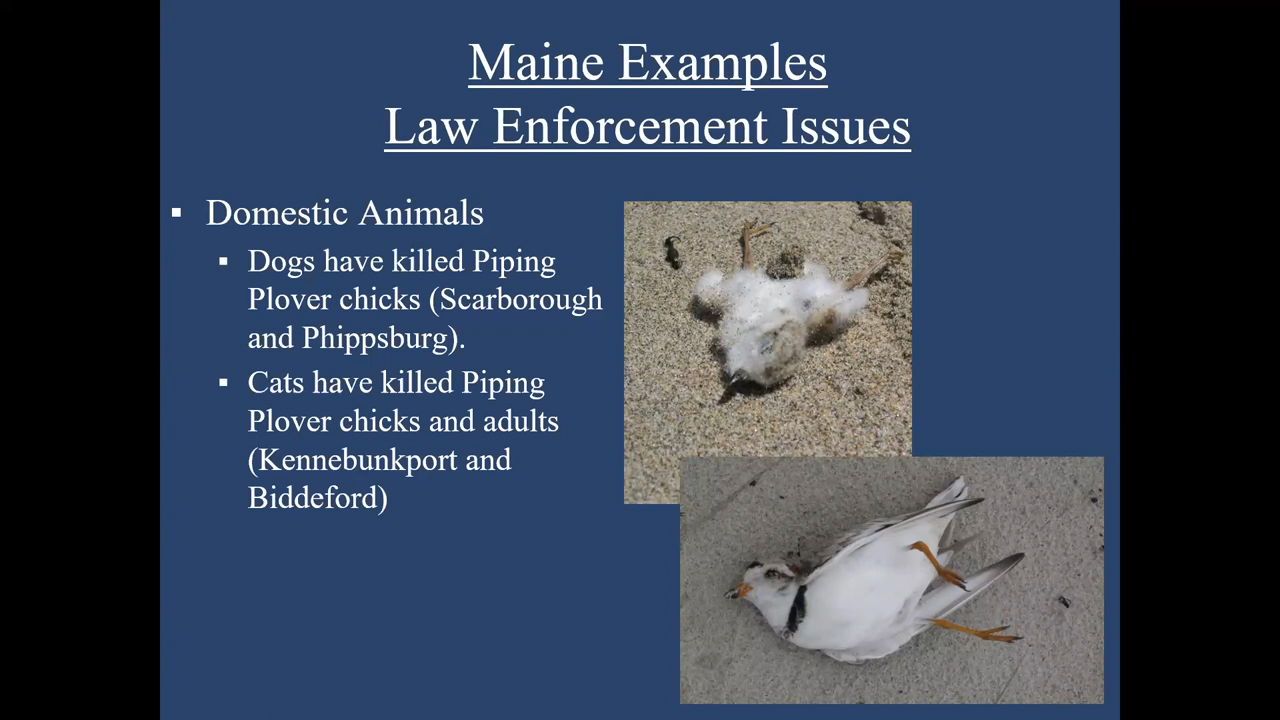 Maine Examples
Law Enforcement Issues
▪ Domestic Animals
▪ Dogs have killed Piping
Plover chicks (Scarborough
and Phippsburg).
▪ Cats have killed Piping
Plover chicks and adults
(Kennebunkport and
Biddeford)